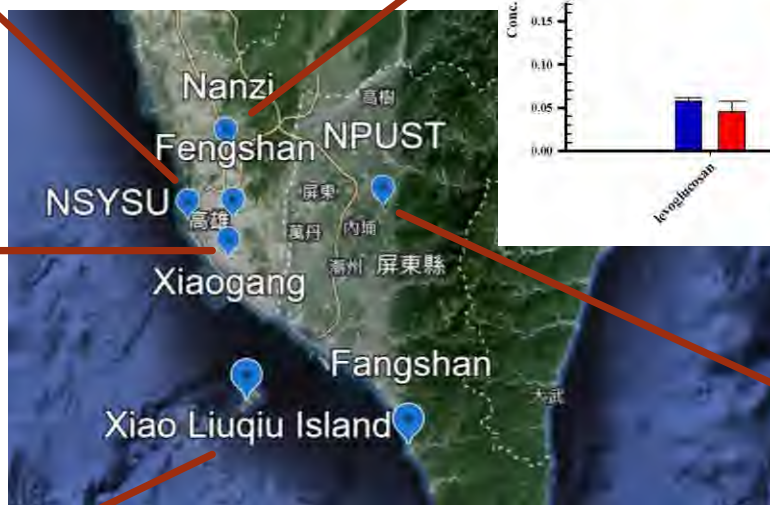 Nanzi
高樹
Fengshan
NPUST
NSYSU
屏東
高雄
萬丹
內埔
潮州
屏東縣
Xiaogang
Fangshan
大武
Xiao Liuqiu Island
Conc.
0.15
0.10
0.05
0.00
levoglucosan